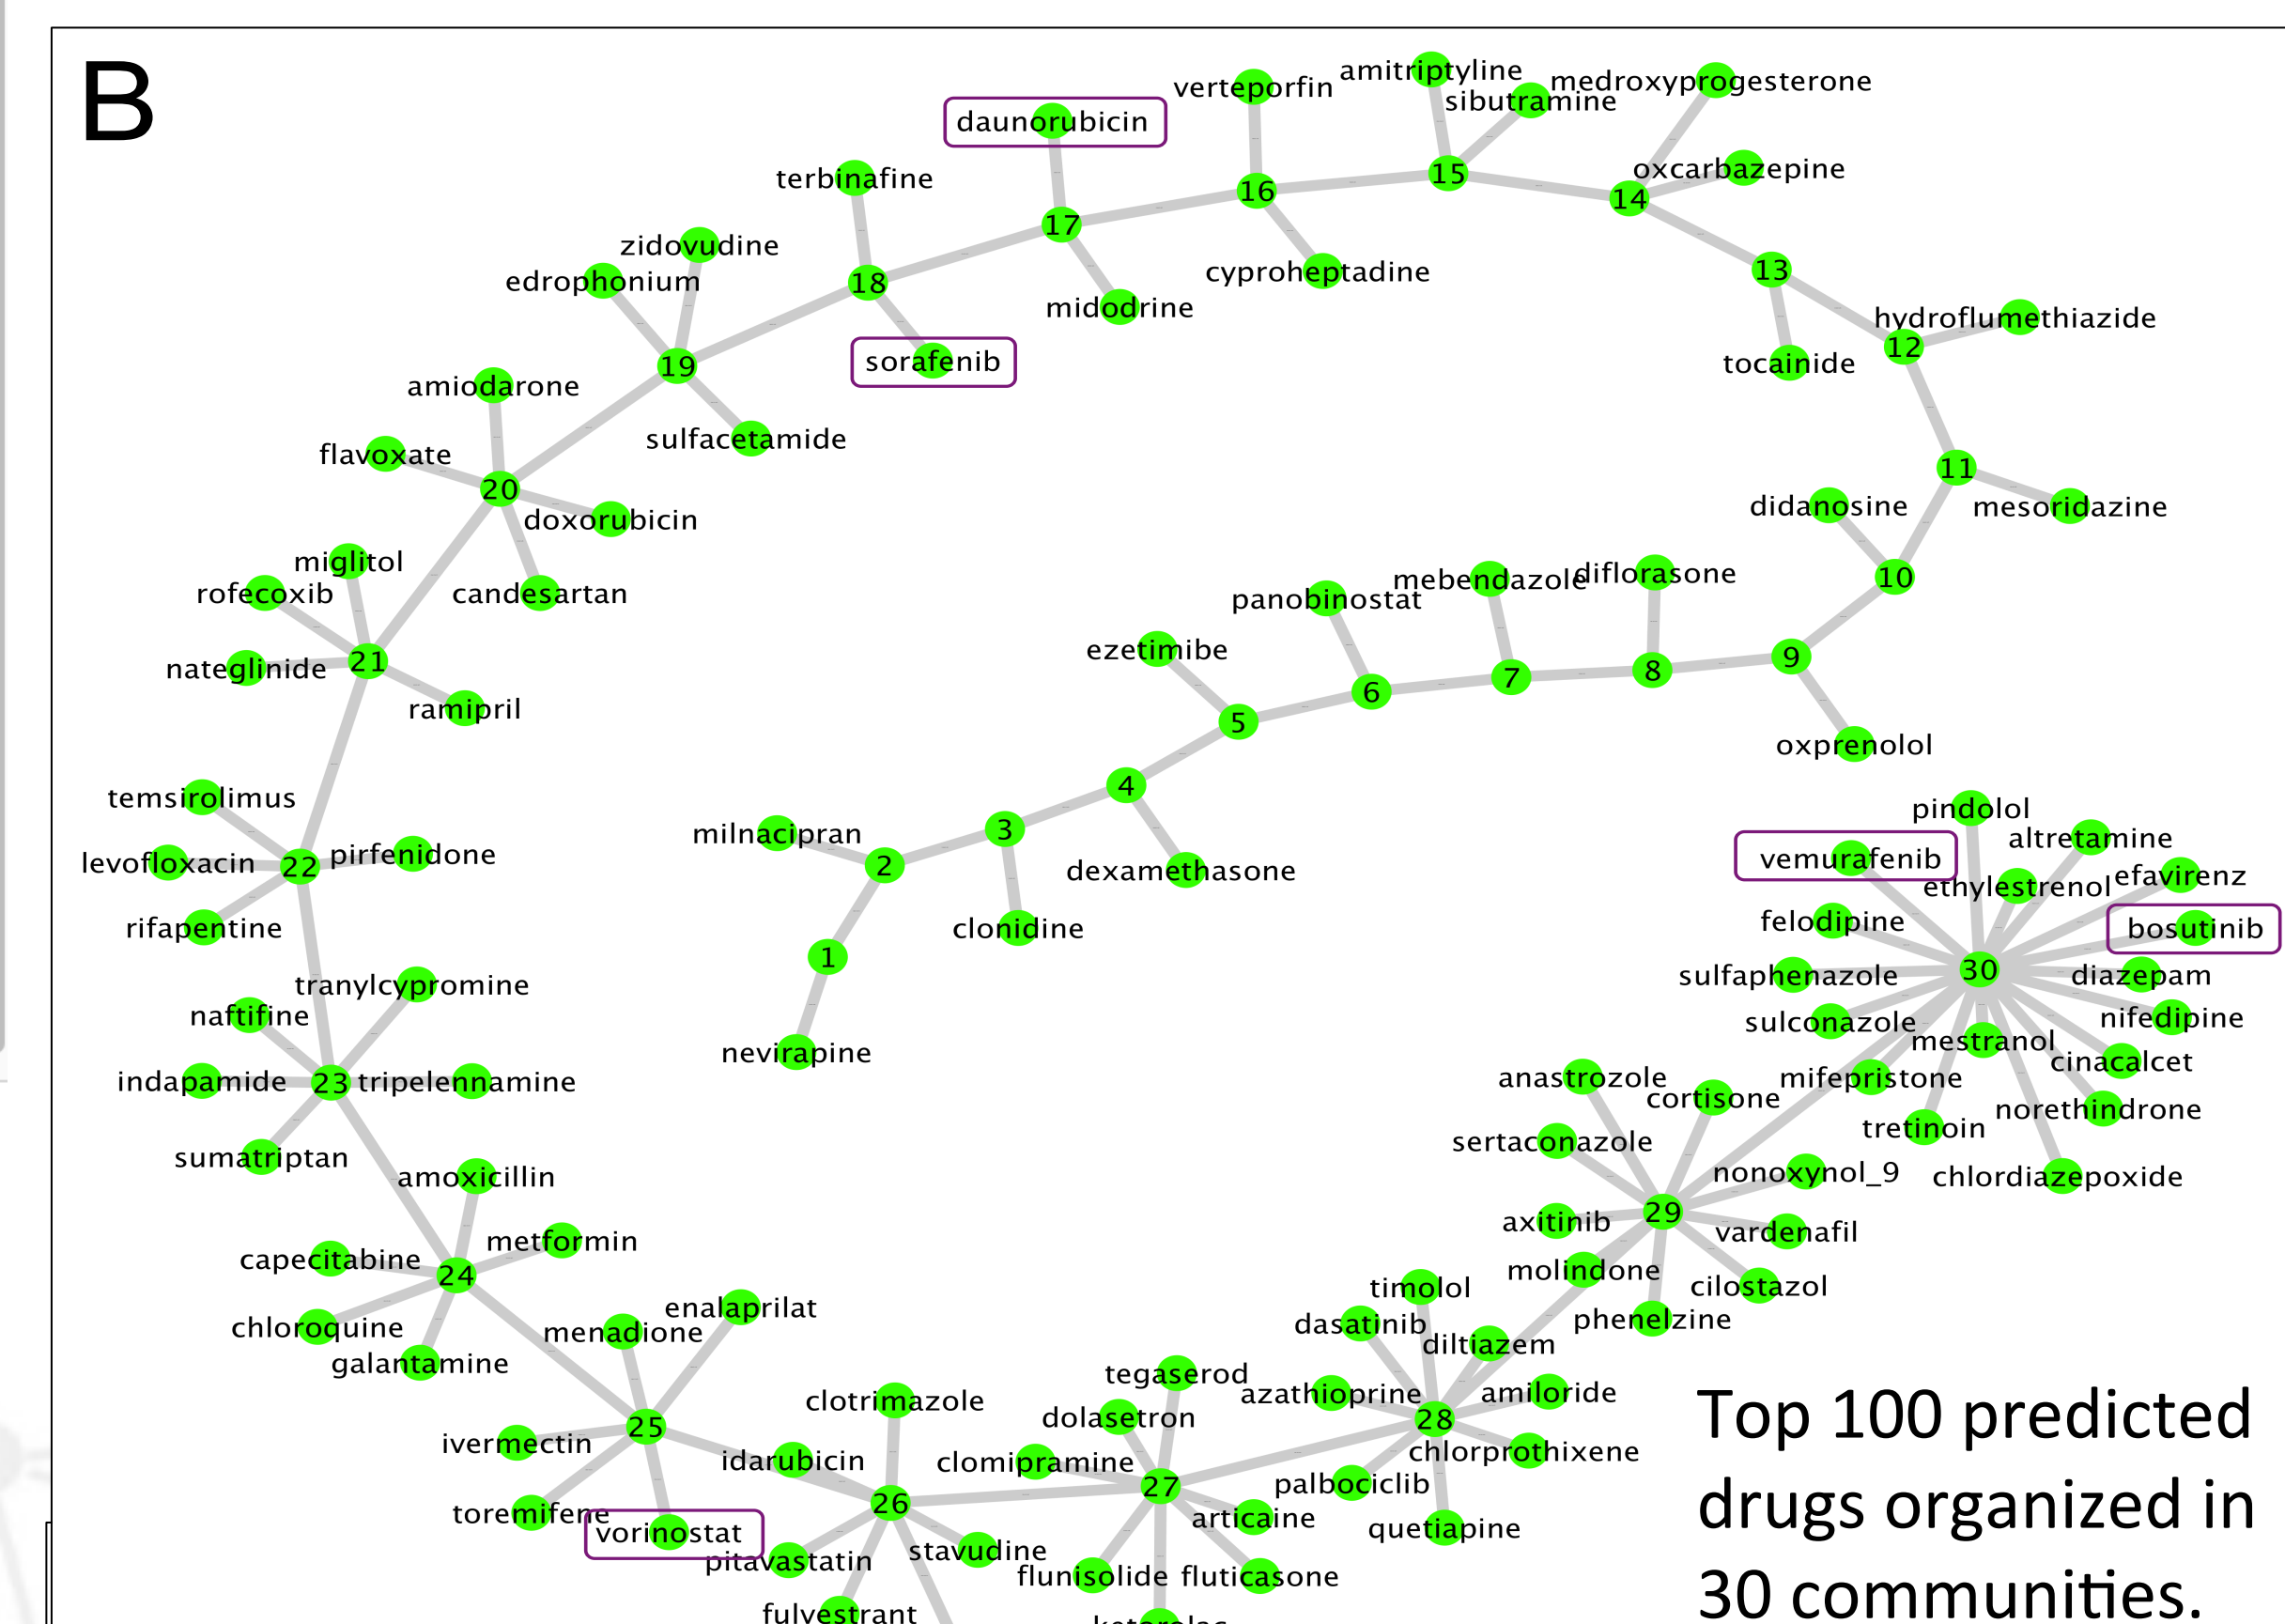 B
amitriptyline
medroxyprogesterone
verteporfin
sibutramine
daunorubicin
terbinafine
oxcarbazepine
15
16
14
17
zidovudine
edrophonium
18
cyproheptadine
13
midodrine
hydroflumethiazide
12
sorafenib
tocainide
19
amiodarone
sulfacetamide
flavoxate
11
20
didanosine
mesoridazine
doxorubicin
miglitol
rofecoxib
candesartan
mebendazole
diflorasone
10
panobinostat
ezetimibe
nateglinide
21
9
8
7
6
ramipril
5
oxprenolol
4
temsirolimus
pindolol
milnacipran
3
altretamine
levofloxacin
22
pirfenidone
2
dexamethasone
vemurafenib
efavirenz
ethylestrenol
rifapentine
clonidine
felodipine
bosutinib
1
30
tranylcypromine
sulfaphenazole
diazepam
naftifine
nevirapine
sulconazole
nifedipine
mestranol
indapamide
23
tripelennamine
anastrozole
mifepristone
cinacalcet
cortisone
norethindrone
sumatriptan
sertaconazole
tretinoin
amoxicillin
nonoxynol_9
chlordiazepoxide
metformin
axitinib
29
vardenafil
capecitabine
24
molindone
cilostazol
chloroquine
menadione
enalaprilat
timolol
dasatinib
phenelzine
galantamine
diltiazem
tegaserod
azathioprine
amiloride
clotrimazole
dolasetron
28
Top 100 predicted
25
ivermectin
idarubicin
clomipramine
chlorprothixene
27
palbociclib
26
toremifene
vorinostat
articaine
quetiapine
drugs organized in
pitavastatin
stavudine
flunisolide
fluticasone
fulvestrant
ketorolac
30 communities.